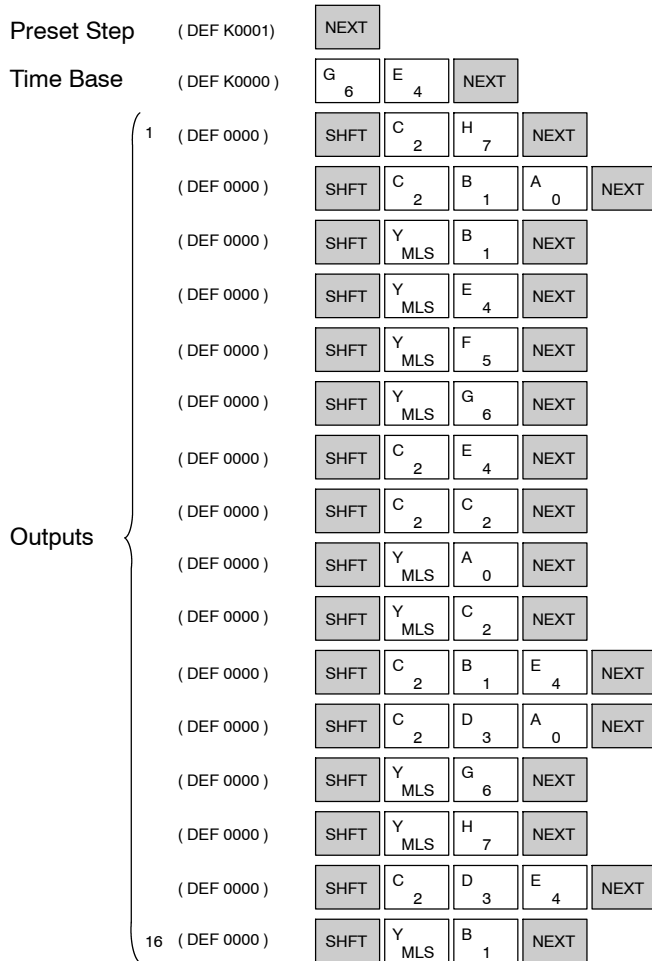 Preset Step ( DEF K0001) NEXT
Time Base ( DEF K0000 ) G 6 E 4 NEXT
1 ( DEF 0000 ) SHFT C 2 H 7 NEXT
( DEF 0000 ) SHFT C 2 B 1 A 0 NEXT
( DEF 0000 ) SHFT Y MLS B 1 NEXT
( DEF 0000 ) SHFT Y MLS E 4 NEXT
( DEF 0000 ) SHFT Y MLS F 5 NEXT
( DEF 0000 ) SHFT Y MLS G 6 NEXT
( DEF 0000 ) SHFT C 2 E 4 NEXT
( DEF 0000 ) SHFT C 2 C 2 NEXT
Outputs
( DEF 0000 ) SHFT Y MLS A 0 NEXT
( DEF 0000 ) SHFT Y MLS C 2 NEXT
( DEF 0000 ) SHFT C 2 B 1 E 4 NEXT
( DEF 0000 ) SHFT C 2 D 3 A 0 NEXT
( DEF 0000 ) SHFT Y MLS G 6 NEXT
( DEF 0000 ) SHFT Y MLS H 7 NEXT
( DEF 0000 ) SHFT C 2 D 3 E 4 NEXT
16 ( DEF 0000 ) SHFT Y MLS B 1 NEXT